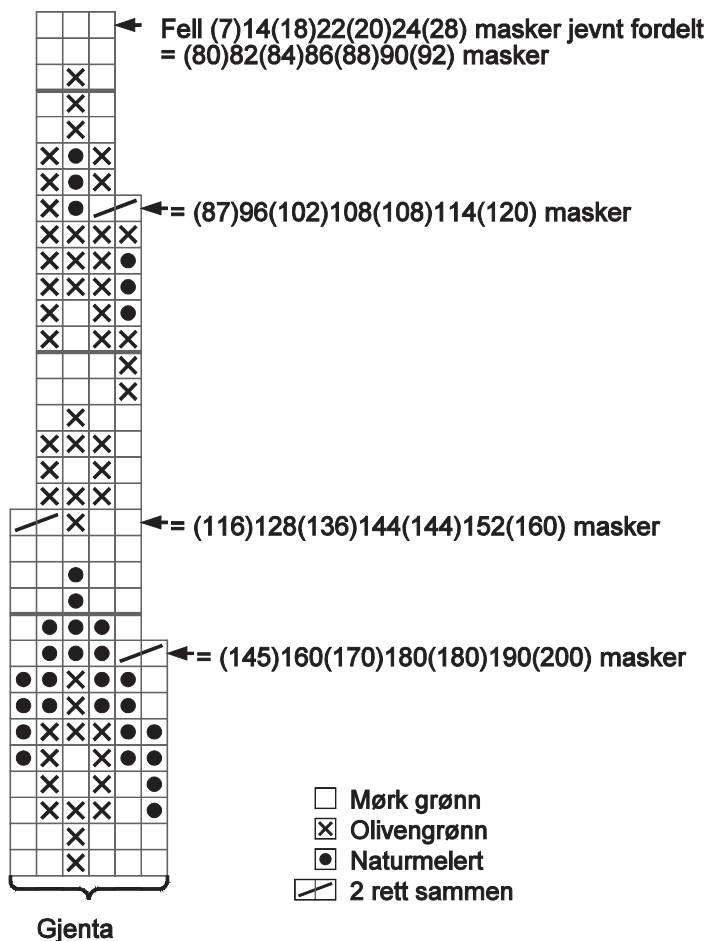 Fell (7)14(18)22(20)24(28) masker jevnt fordelt
= (80)82(84)86(88)90(92) masker
= (87)96(102)108(108)114(120) masker
= (116)128(136)144(144)152(160) masker
= (145)160(170)180(180)190(200) masker
Mørk grønn
Olivengrønn
Naturmelert
2 rett sammen
Gjenta